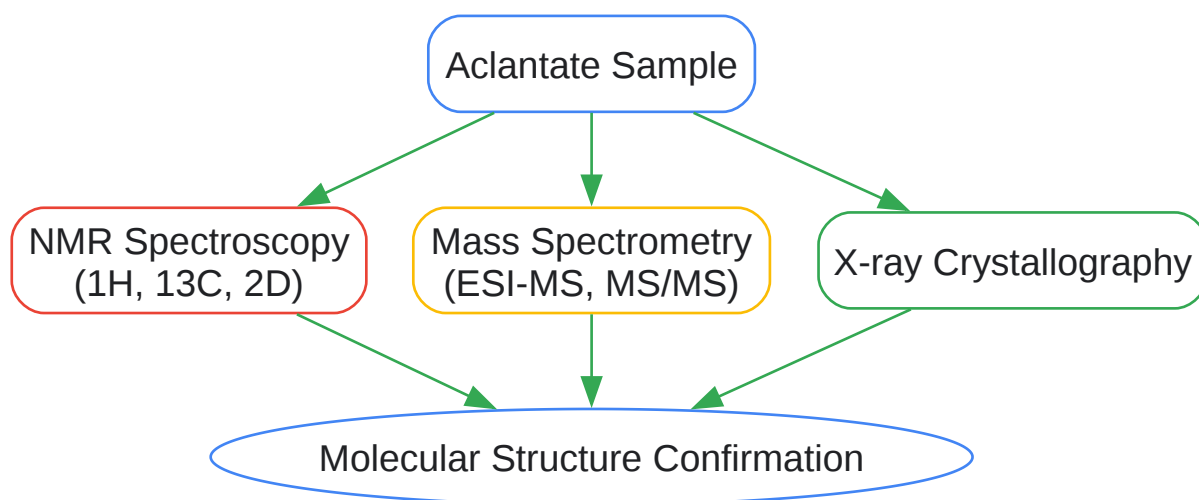 Aclantate Sample
NMR Spectroscopy
(1H, 13C, 2D)
Mass Spectrometry
(ESI-MS, MS/MS)
X-ray Crystallography
Molecular Structure Confirmation